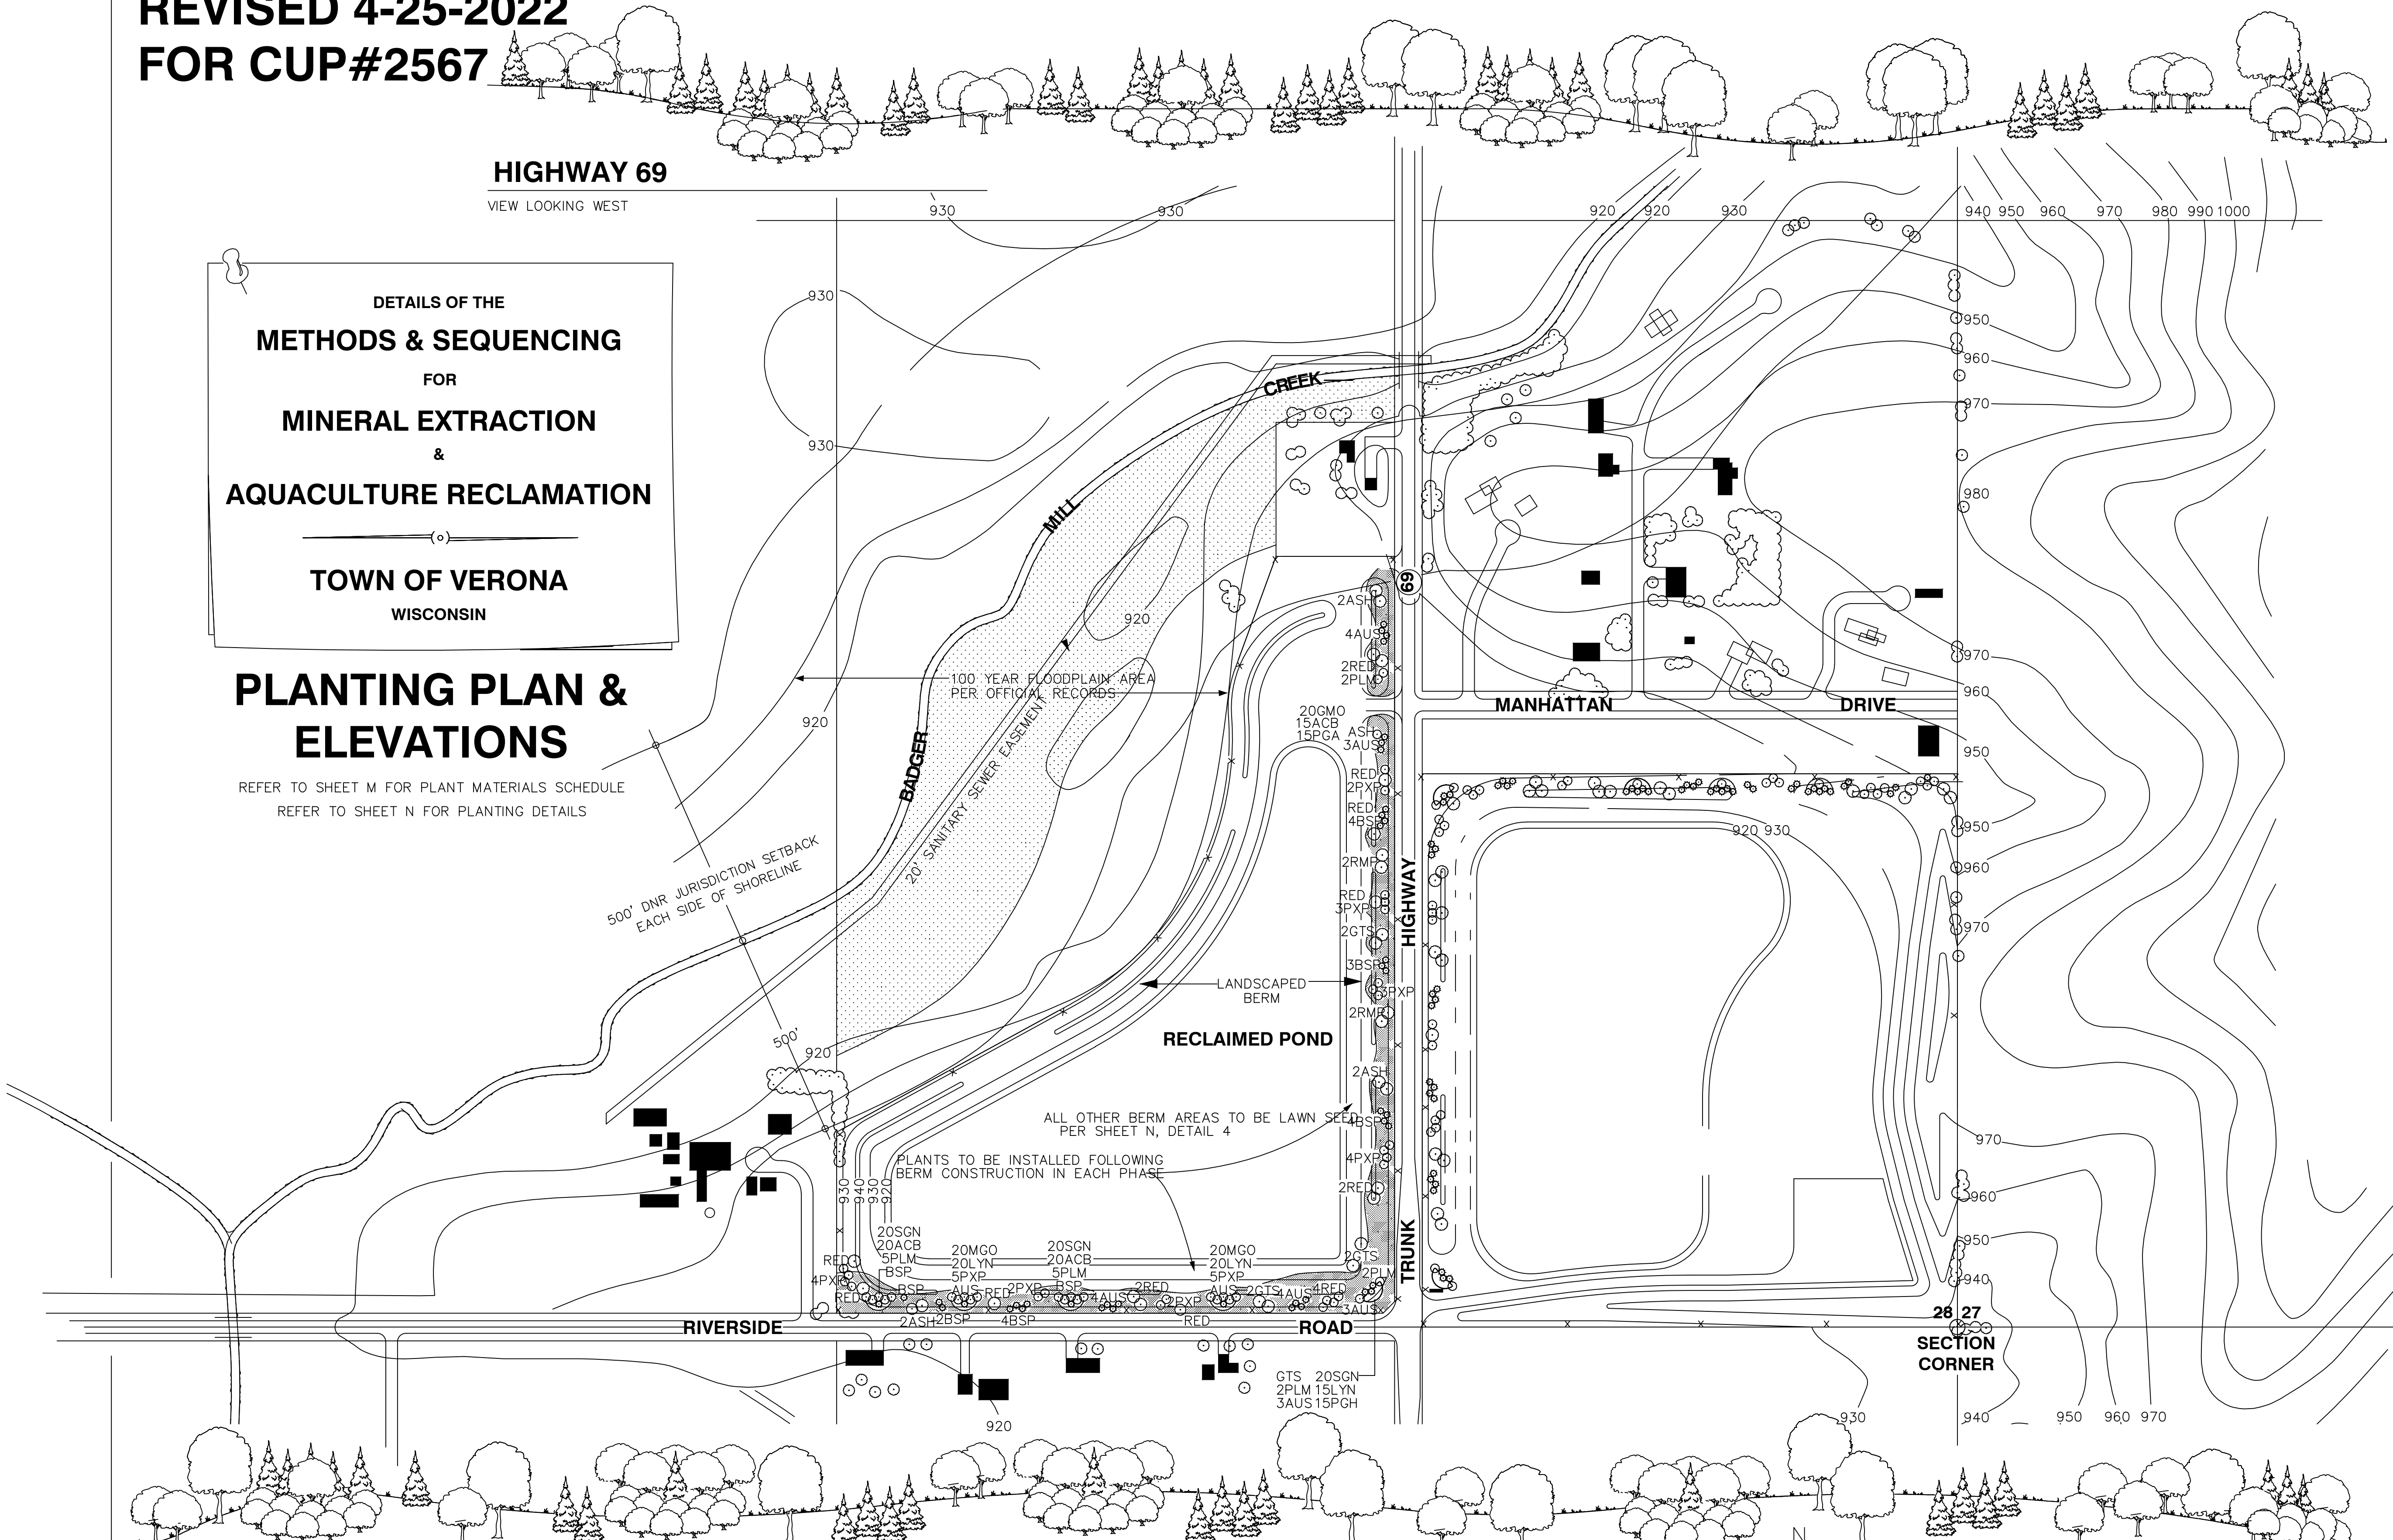 REVISED 4-25-2022
FOR CUP#2567
HIGHWAY 69
VIEW LOOKING WEST
DETAILS OF THE
METHODS & SEQUENCING
FOR
MINERAL EXTRACTION
&
AQUACULTURE RECLAMATION
TOWN OF VERONA
WISCONSIN
PLANTING PLAN &
ELEVATIONS
REFER TO SHEET M FOR PLANT MATERIALS SCHEDULE
REFER TO SHEET N FOR PLANTING DETAILS
930
930
920
920
930
940
950
960
970
980
990
1000
930
930
920
920
920
BADGER
MILL
CREEK
100 YEAR FLOODPLAIN AREA
PER OFFICIAL RECORDS
20' SANITARY SEWER EASEMENT
500' DNR JURISDICTION SETBACK
EACH SIDE OF SHORELINE
500'
950
960
970
980
970
960
950
950
960
970
970
960
950
940
69
MANHATTAN
DRIVE
HIGHWAY
TRUNK
920
930
2ASH
4AUS
2RED
2PLM
20GMO
15ACB
15PGA
ASH
3AUS
RED
2PXP
RED
4BSP
2RMP
RED
3PXP
2GTS
3BSP
3PXP
2RMP
2ASH
4BSP
4PXP
2RED
2GTS
2PLM
3AUS
LANDSCAPED
BERM
RECLAIMED POND
ALL OTHER BERM AREAS TO BE LAWN SEED
PER SHEET N, DETAIL 4
PLANTS TO BE INSTALLED FOLLOWING
BERM CONSTRUCTION IN EACH PHASE
930
940
930
920
20SGN
20ACB
5PLM
BSP
20MGO
20LYN
5PXP
AUS
20SGN
20ACB
5PLM
BSP
20MGO
20LYN
5PXP
AUS
RED
4PXP
RED
BSP
RED
2PXP
4AUS
2RED
2PXP
2GTS
4AUS
4RED
2ASH
2BSP
4BSP
RED
RIVERSIDE
ROAD
GTS 20SGN
2PLM 15LYN
3AUS 15PGH
28 27
SECTION
CORNER
920
930
940
950
960
970
N